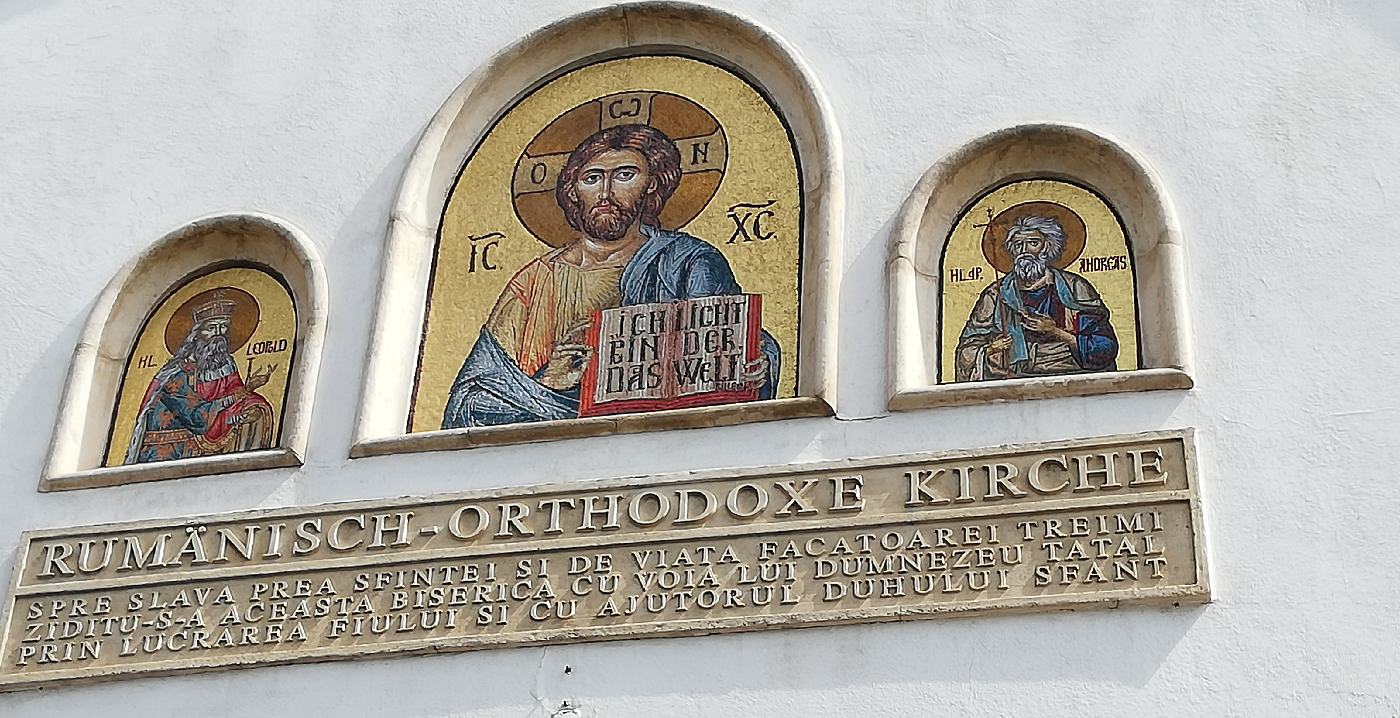 Ѡ
O N
IC XC
HL. LEOPOLD
HL. AP. ANDREAS
ICH LICHT
BIN DER
DAS WELT
RUMÄNISCH-ORTHODOXE KIRCHE
SPRE SLAVA PREA SFINTEI SI DE VIATA FACATOAREI TREIMI
ZIDITU-S-A ACEASTA BISERICA CU VOIA LUI DUMNEZEU TATAL
PRIN LUCRAREA FIULUI SI CU AJUTORUL DUHULUI SFANT